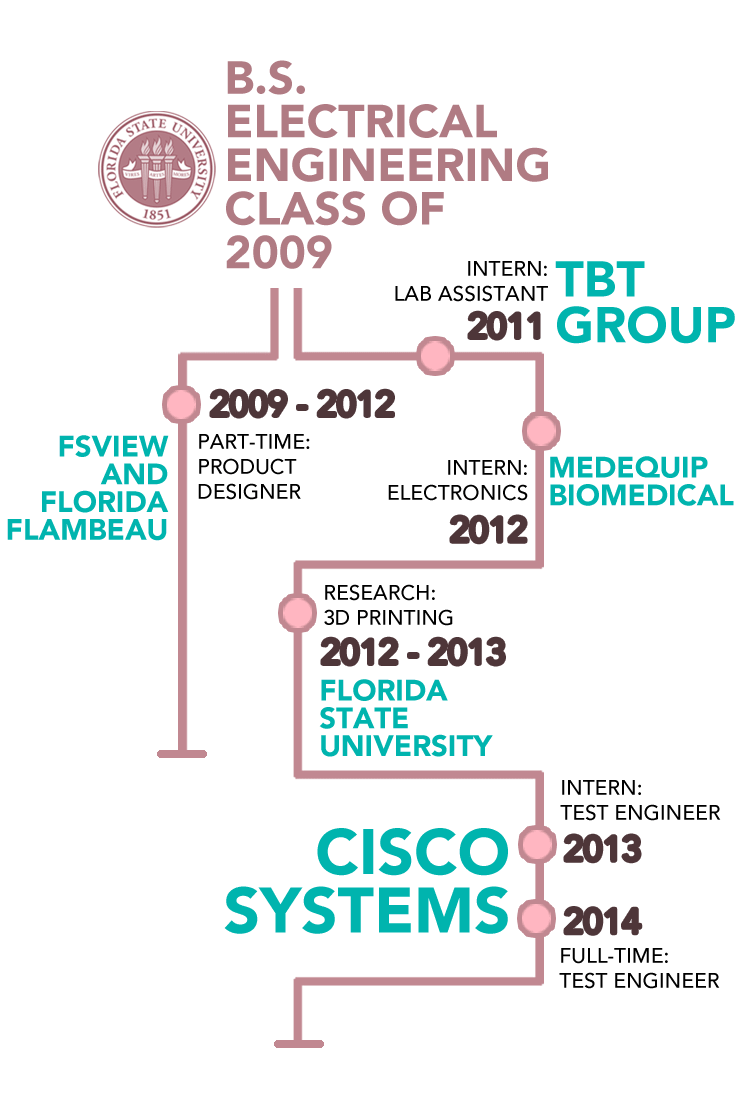 B.S.
ELECTRICAL
ENGINEERING
CLASS OF
2009
FLORIDA STATE UNIVERSITY
VIRES ARTES MORES
1851
INTERN:
LAB ASSISTANT
2011
TBT
GROUP
2009 - 2012
PART-TIME:
PRODUCT
DESIGNER
FSVIEW
AND
FLORIDA
FLAMBEAU
INTERN:
ELECTRONICS
2012
MEDEQUIP
BIOMEDICAL
RESEARCH:
3D PRINTING
2012 - 2013
FLORIDA
STATE
UNIVERSITY
INTERN:
TEST ENGINEER
2013
CISCO
SYSTEMS
2014
FULL-TIME:
TEST ENGINEER